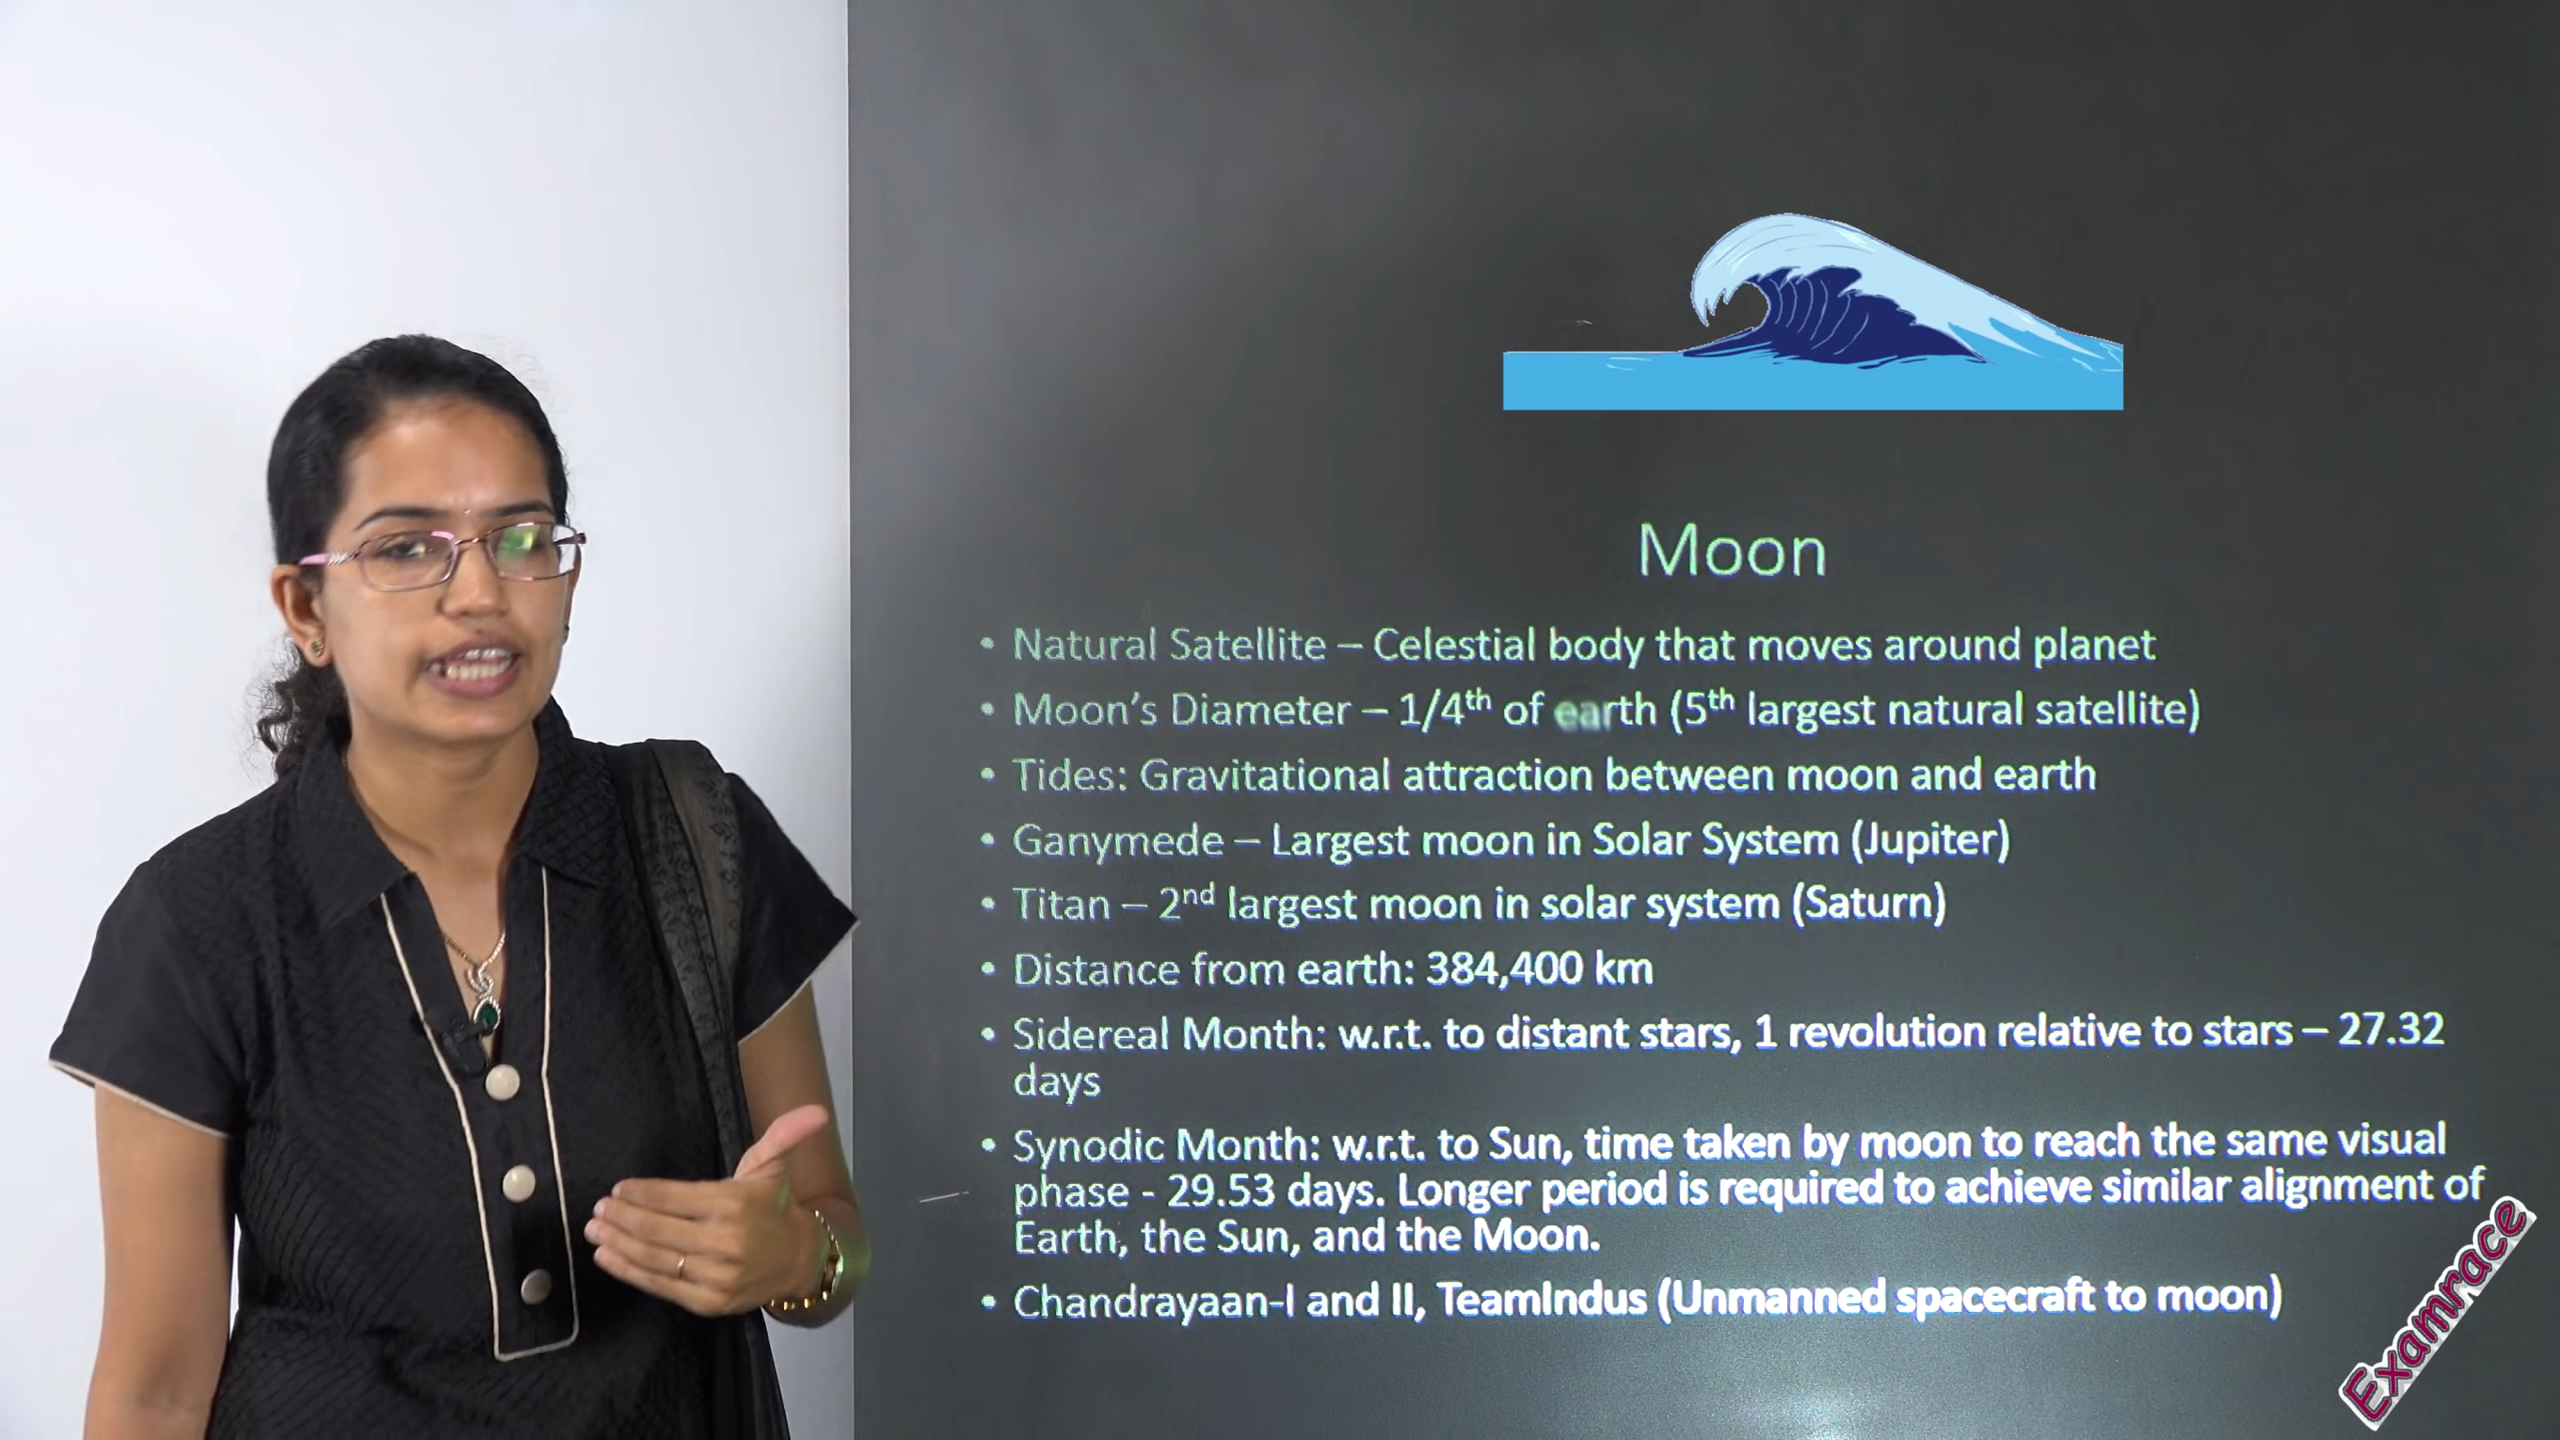 Moon
• Natural Satellite – Celestial body that moves around planet
• Moon's Diameter – 1/4th of earth (5th largest natural satellite)
• Tides: Gravitational attraction between moon and earth
• Ganymede – Largest moon in Solar System (Jupiter)
• Titan – 2nd largest moon in solar system (Saturn)
• Distance from earth: 384,400 km
• Sidereal Month: w.r.t. to distant stars, 1 revolution relative to stars – 27.32
days
• Synodic Month: w.r.t. to Sun, time taken by moon to reach the same visual
phase - 29.53 days. Longer period is required to achieve similar alignment of
Earth, the Sun, and the Moon.
• Chandrayaan-I and II, TeamIndus (Unmanned spacecraft to moon)
Examrace